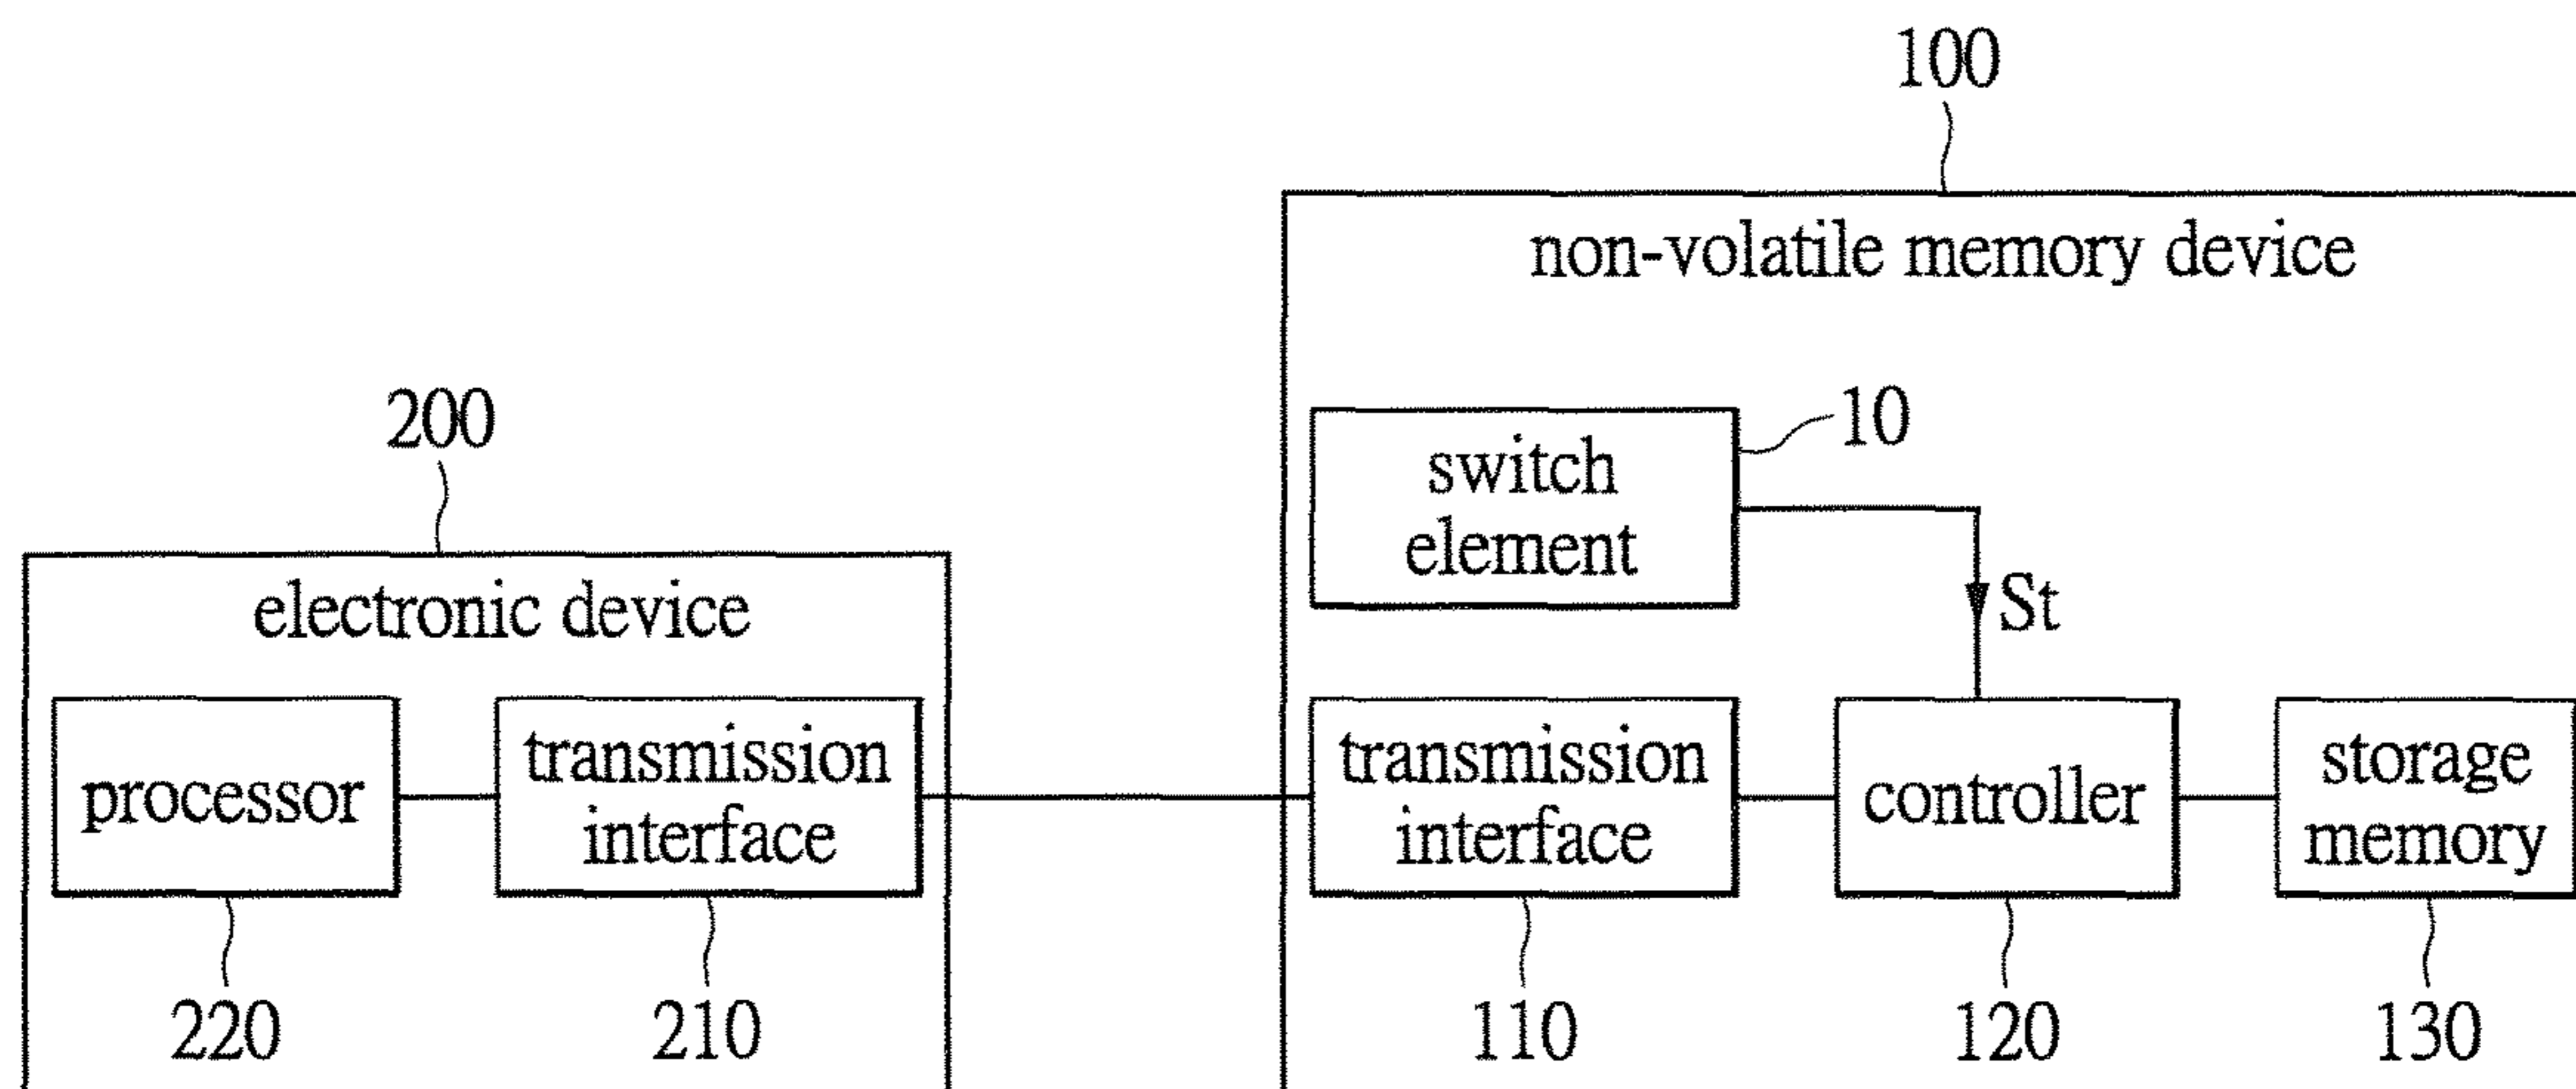 100
non-volatile memory device
200
10
switch
element
electronic device
St
processor
transmission
interface
transmission
interface
controller
storage
memory
220
210
110
120
130